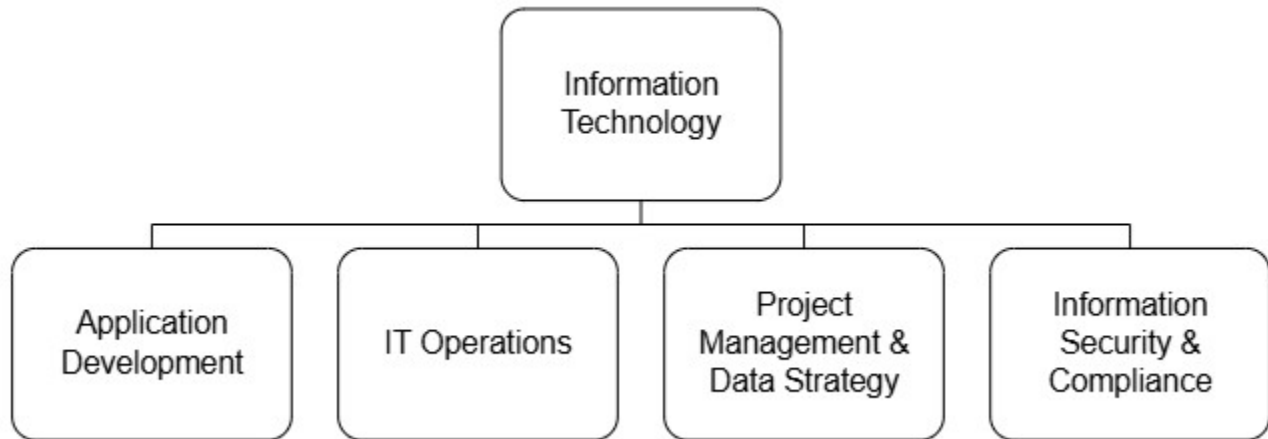 Information
Technology
Application
Development
IT Operations
Project
Management &
Data Strategy
Information
Security &
Compliance